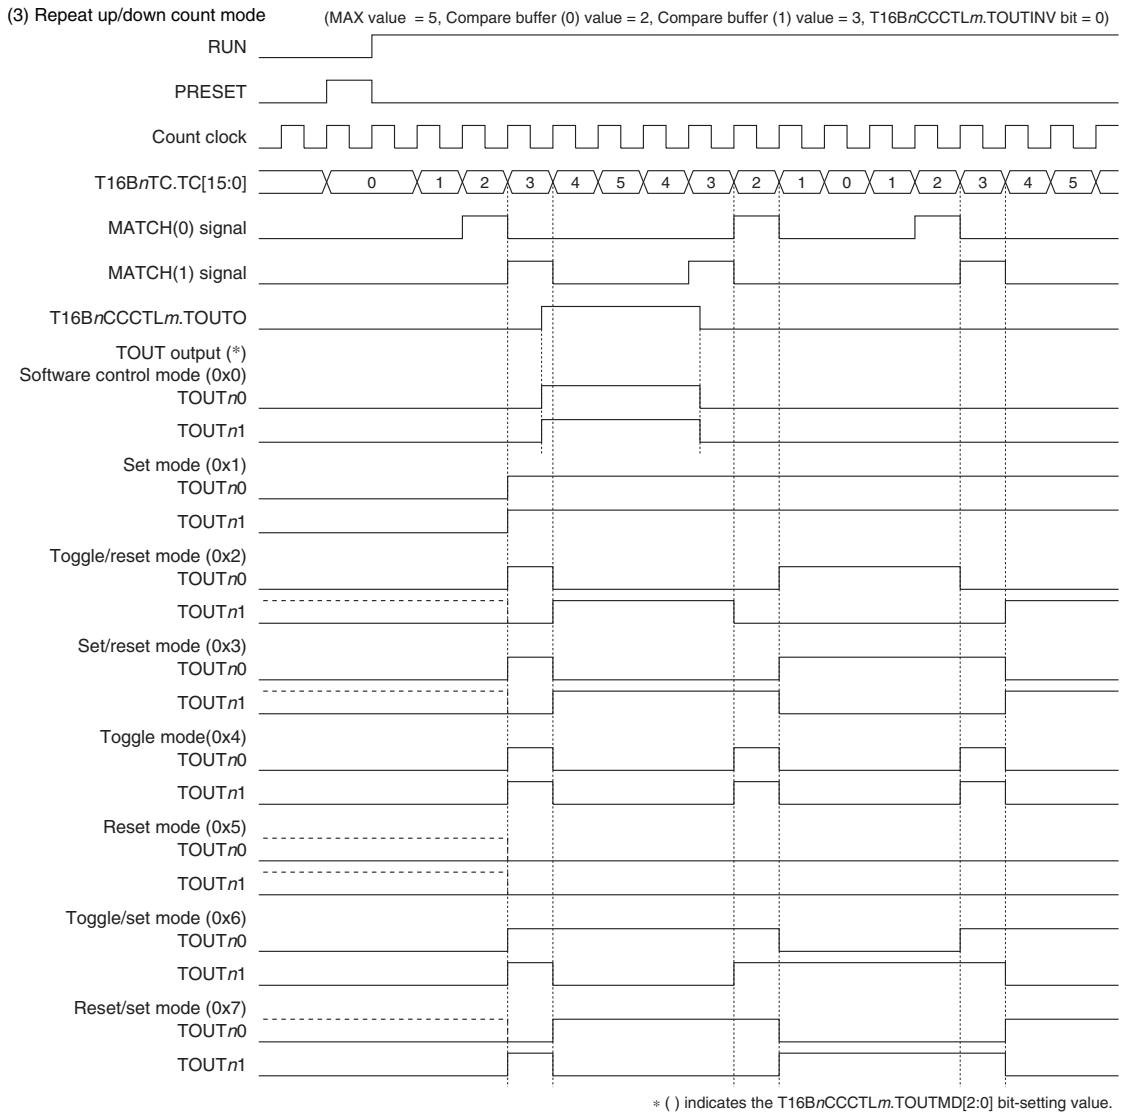 (3) Repeat up/down count mode (MAX value = 5, Compare buffer (0) value = 2, Compare buffer (1) value = 3, T16BnCCCTLm.TOUTINV bit = 0)
RUN
PRESET
Count clock
T16BnTC.TC[15:0] 0 1 2 3 4 5 4 3 2 1 0 1 2 3 4 5
MATCH(0) signal
MATCH(1) signal
T16BnCCCTLm.TOUTO
TOUT output (*)
Software control mode (0x0)
TOUTn0
TOUTn1
Set mode (0x1)
TOUTn0
TOUTn1
Toggle/reset mode (0x2)
TOUTn0
TOUTn1
Set/reset mode (0x3)
TOUTn0
TOUTn1
Toggle mode(0x4)
TOUTn0
TOUTn1
Reset mode (0x5)
TOUTn0
TOUTn1
Toggle/set mode (0x6)
TOUTn0
TOUTn1
Reset/set mode (0x7)
TOUTn0
TOUTn1
* ( ) indicates the T16BnCCCTLm.TOUTMD[2:0] bit-setting value.